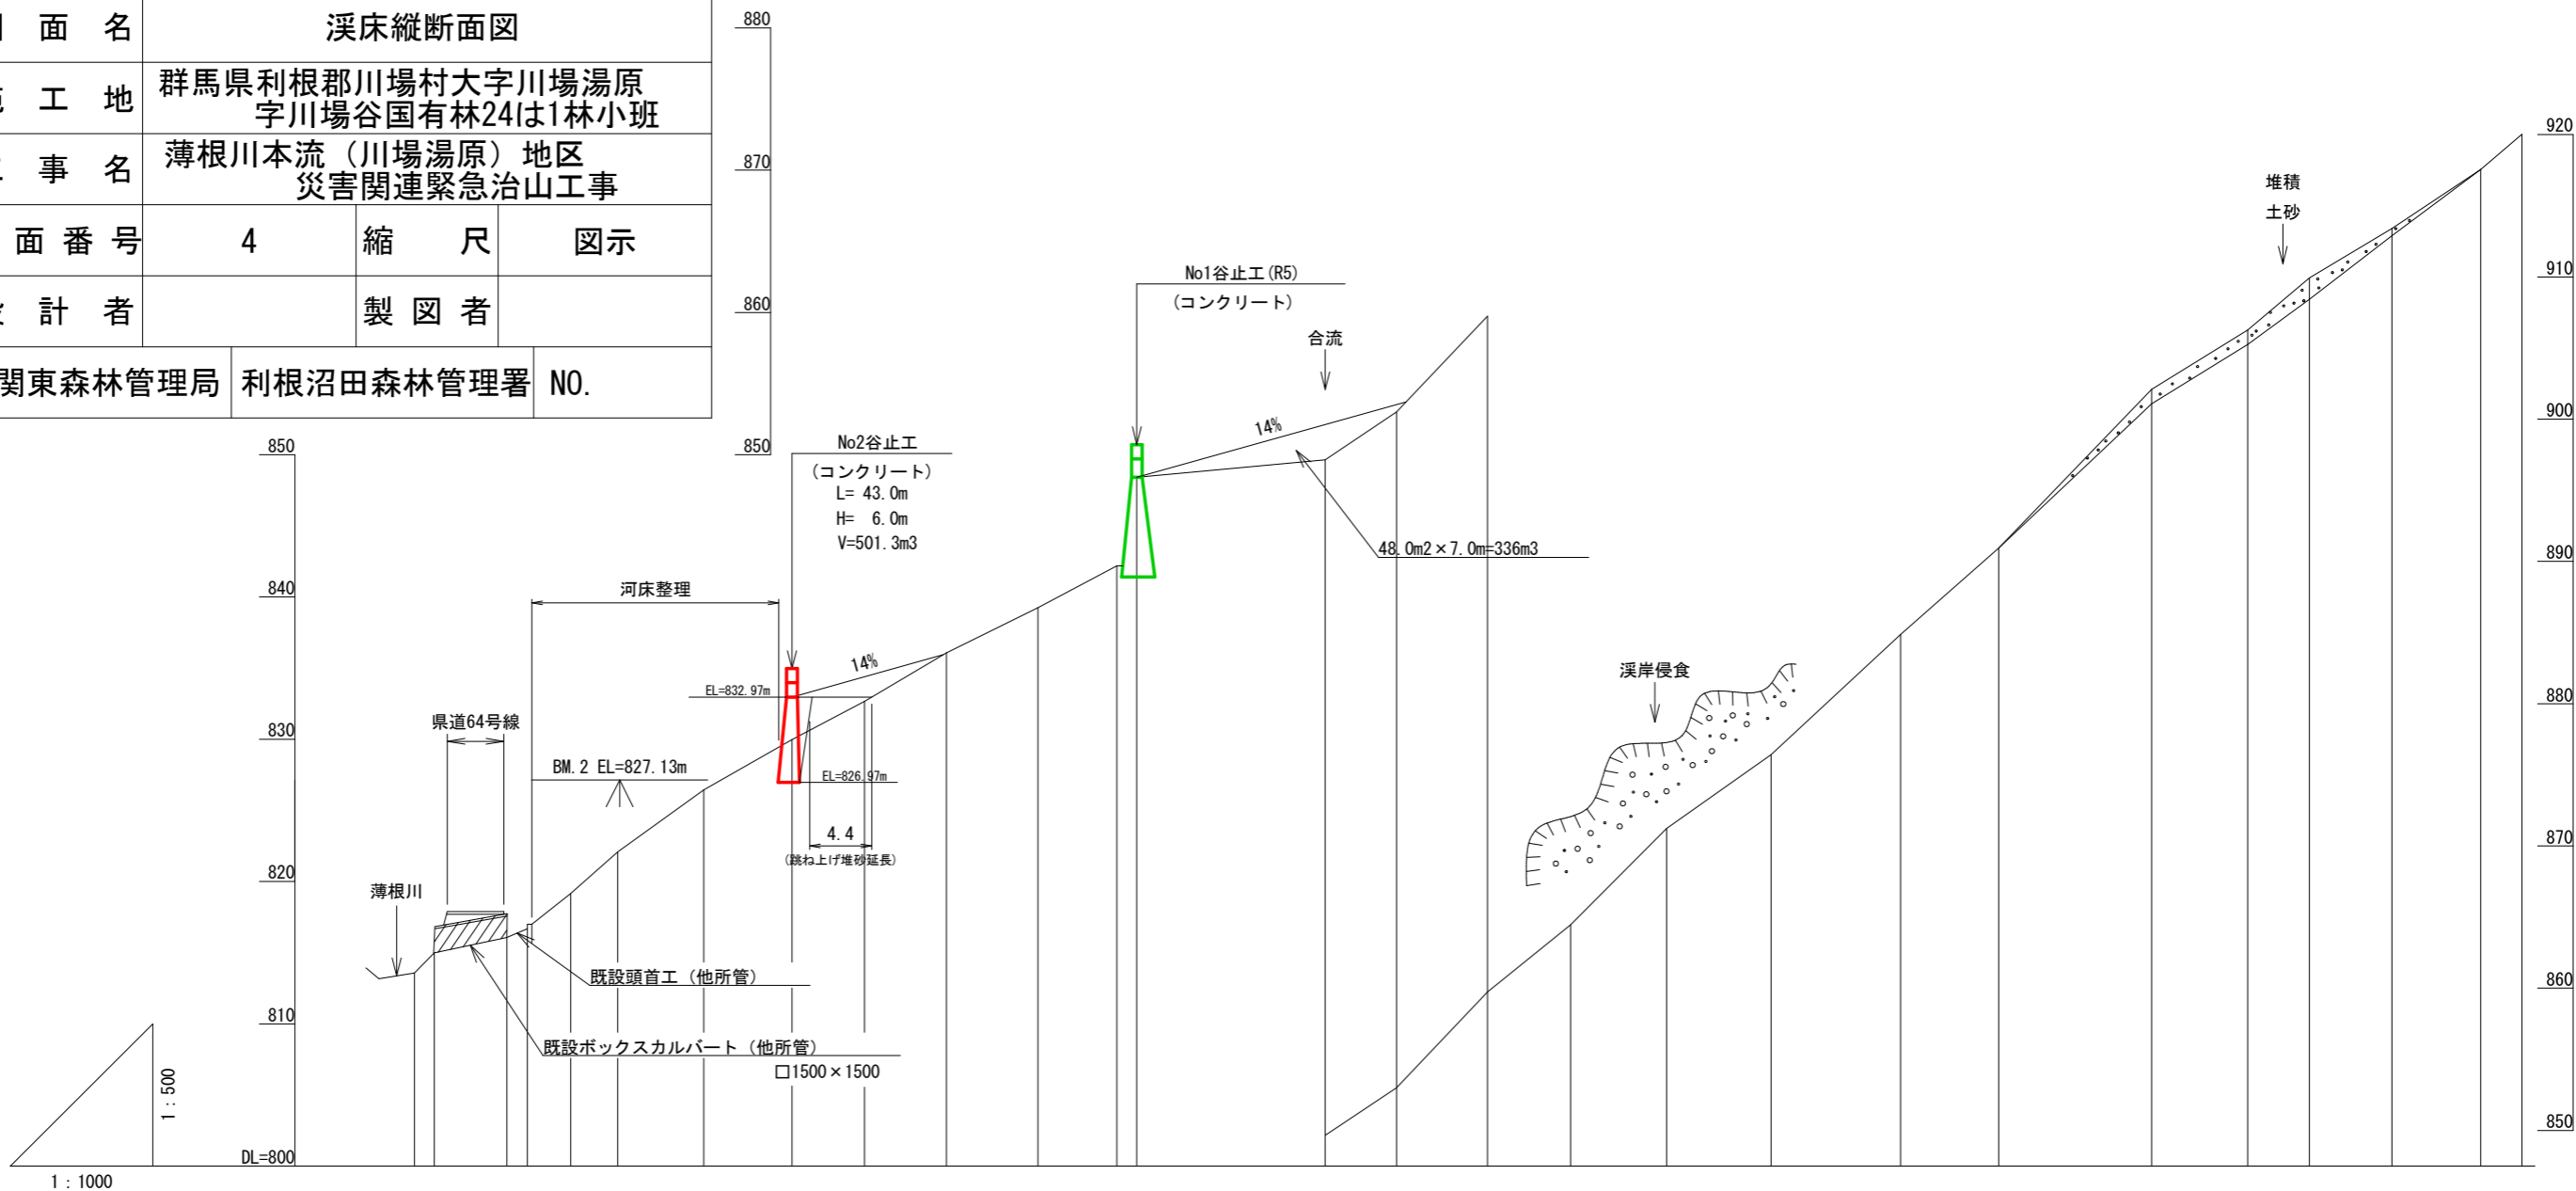 面 名 渓床縦断面図
工 地 群馬県利根郡川場村大字川場湯原
字川場谷国有林24は1林小班
事 名 薄根川本流（川場湯原）地区
災害関連緊急治山工事
面 番 号 4 縮 尺 図示
計 者 製 図 者
関東森林管理局 利根沼田森林管理署 NO.
880
870
860
850
No1谷止工(R5)
(コンクリート)
合流
14%
48.0m2×7.0m=336m3
No2谷止工
(コンクリート)
L= 43.0m
H= 6.0m
V=501.3m3
河床整理
14%
EL=832.97m
EL=826.97m
4.4
(跳ね上げ堆砂延長)
BM.2 EL=827.13m
県道64号線
薄根川
既設頭首工（他所管）
既設ボックスカルバート（他所管）
□1500×1500
850
840
830
820
810
DL=800
1：500
1：1000
渓岸侵食
堆積
土砂
920
910
900
890
880
870
860
850